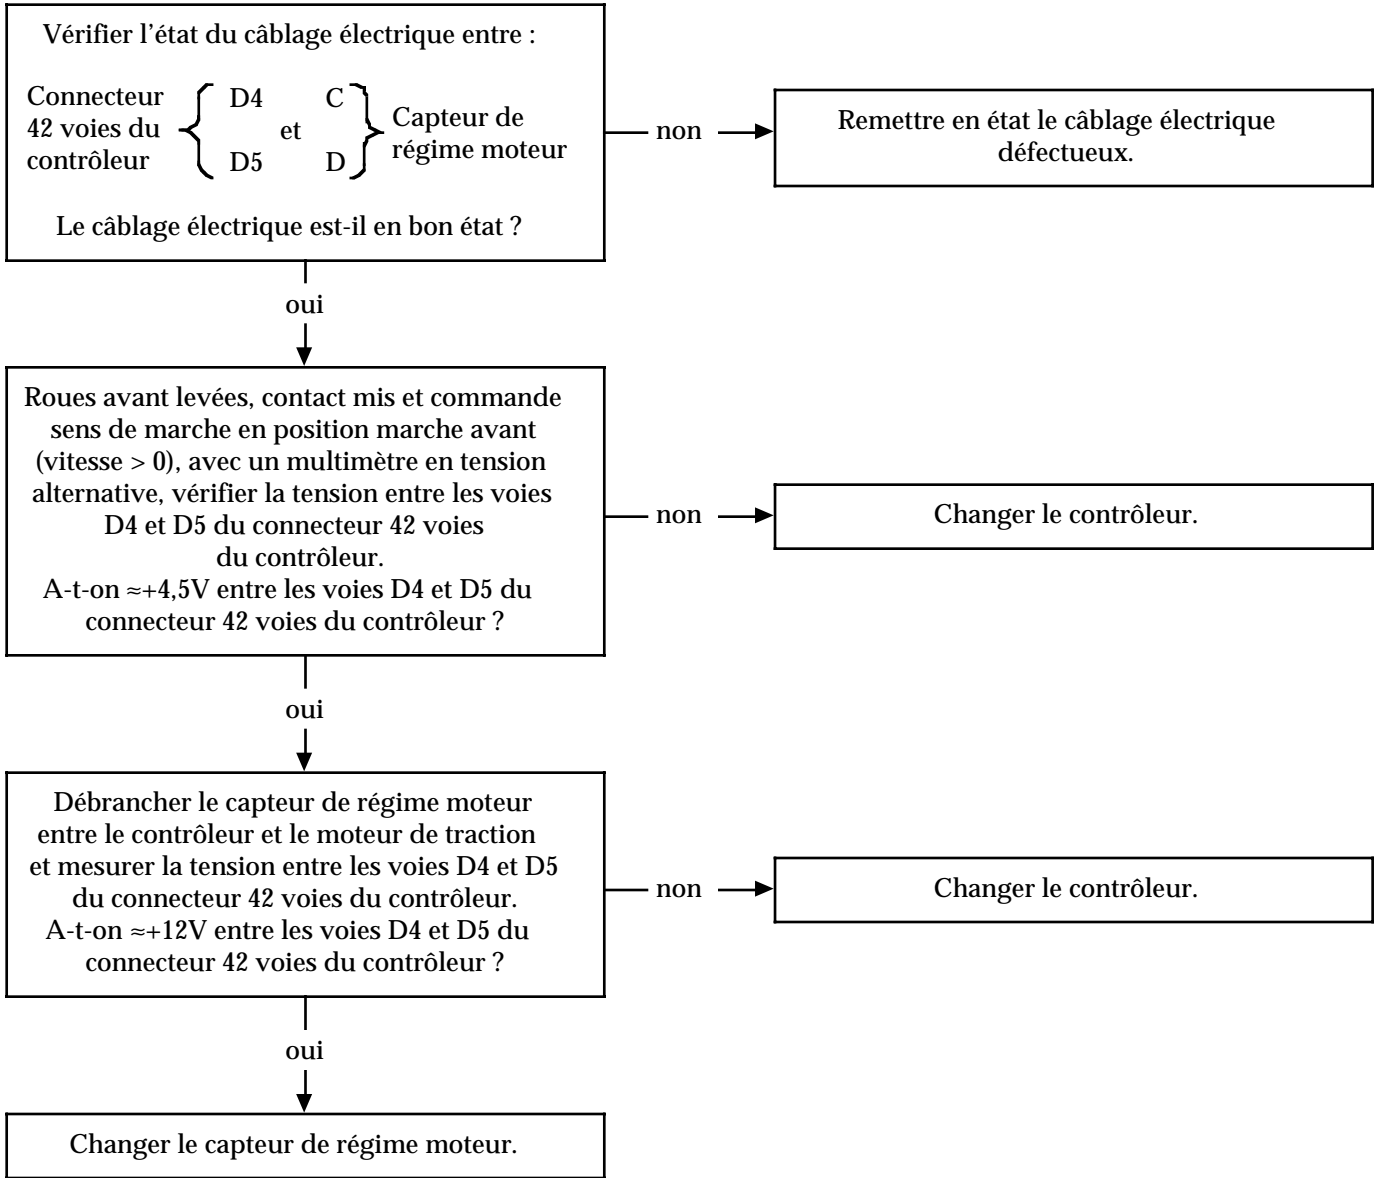 Vérifier l'état du câblage électrique entre :
Connecteur
42 voies du
contrôleur
D4 C
et
D5 D
Capteur de
régime moteur
Le câblage électrique est-il en bon état ?
non
Remettre en état le câblage électrique
défectueux.
oui
Roues avant levées, contact mis et commande
sens de marche en position marche avant
(vitesse > 0), avec un multimètre en tension
alternative, vérifier la tension entre les voies
D4 et D5 du connecteur 42 voies
du contrôleur.
A-t-on ≈+4,5V entre les voies D4 et D5 du
connecteur 42 voies du contrôleur ?
non
Changer le contrôleur.
oui
Débrancher le capteur de régime moteur
entre le contrôleur et le moteur de traction
et mesurer la tension entre les voies D4 et D5
du connecteur 42 voies du contrôleur.
A-t-on ≈+12V entre les voies D4 et D5 du
connecteur 42 voies du contrôleur ?
non
Changer le contrôleur.
oui
Changer le capteur de régime moteur.